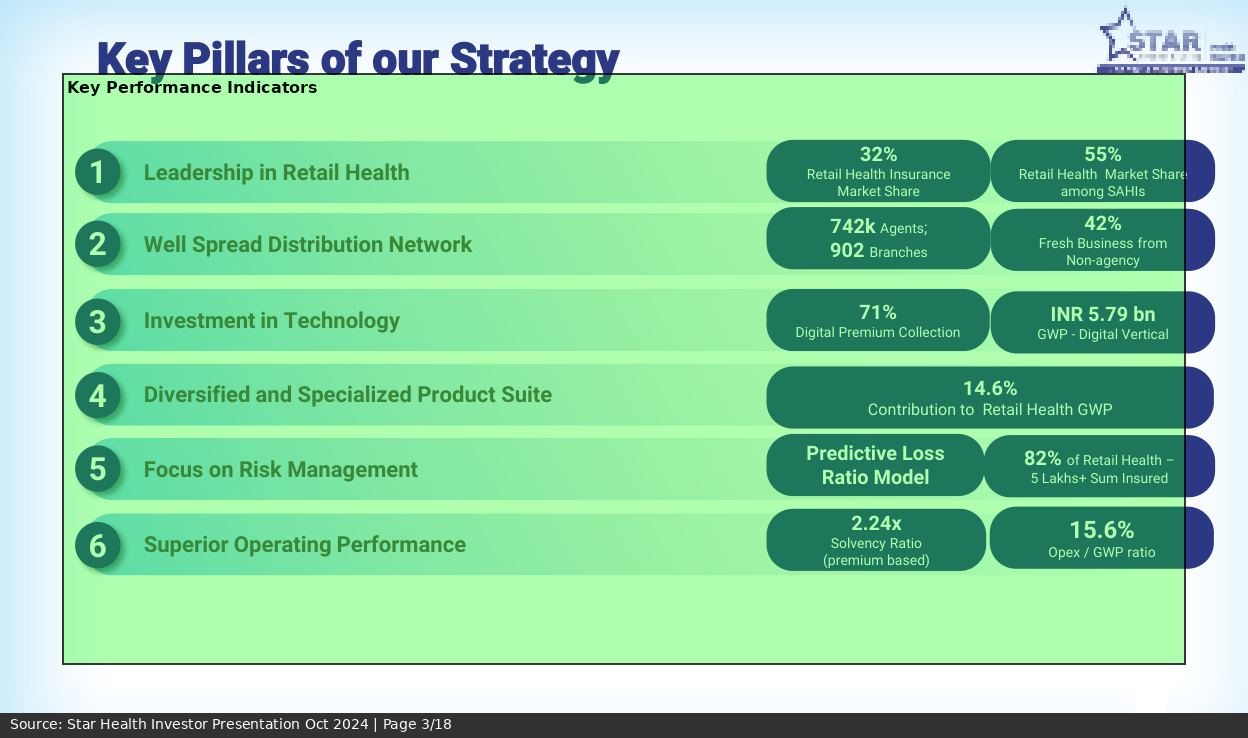 Key Pillars of our Strategy
STAR
Key Performance Indicators
1
Leadership in Retail Health
32%
Retail Health Insurance
Market Share
55%
Retail Health  Market Share
among SAHIs
2
Well Spread Distribution Network
742k Agents;
902 Branches
42%
Fresh Business from
Non-agency
3
Investment in Technology
71%
Digital Premium Collection
INR 5.79 bn
GWP - Digital Vertical
4
Diversified and Specialized Product Suite
14.6%
Contribution to  Retail Health GWP
5
Focus on Risk Management
Predictive Loss
Ratio Model
82% of Retail Health –
5 Lakhs+ Sum Insured
6
Superior Operating Performance
2.24x
Solvency Ratio
(premium based)
15.6%
Opex / GWP ratio
Source: Star Health Investor Presentation Oct 2024 | Page 3/18